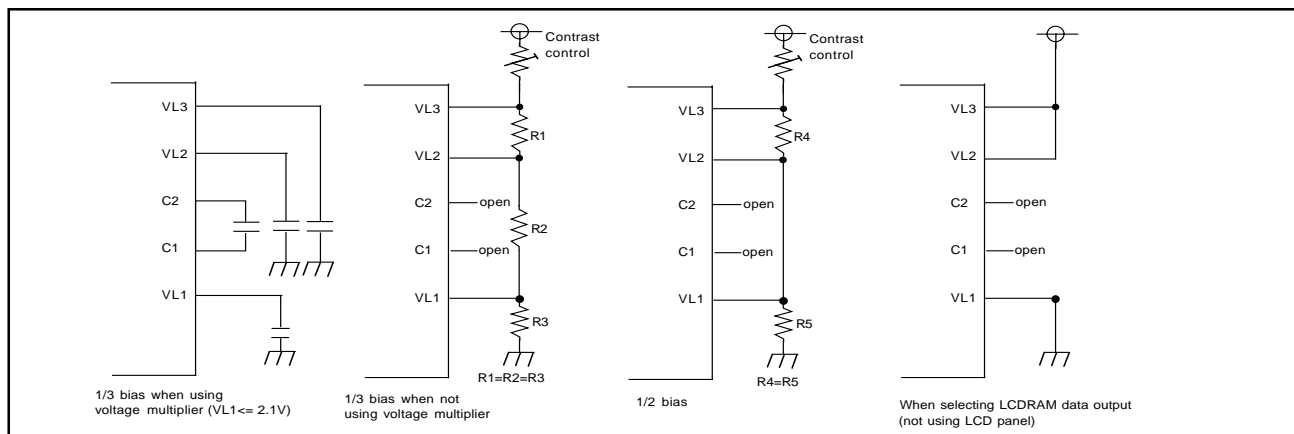 VL3
VL2
C2
C1
VL1
1/3 bias when using
voltage multiplier (VL1<= 2.1V)
Contrast
control
VL3
R1
VL2
C2
open
R2
C1
open
VL1
R3
R1=R2=R3
1/3 bias when not
using voltage multiplier
Contrast
control
VL3
R4
VL2
C2
open
C1
open
VL1
R5
R4=R5
1/2 bias
VL3
VL2
C2
open
C1
open
VL1
When selecting LCDRAM data output
(not using LCD panel)